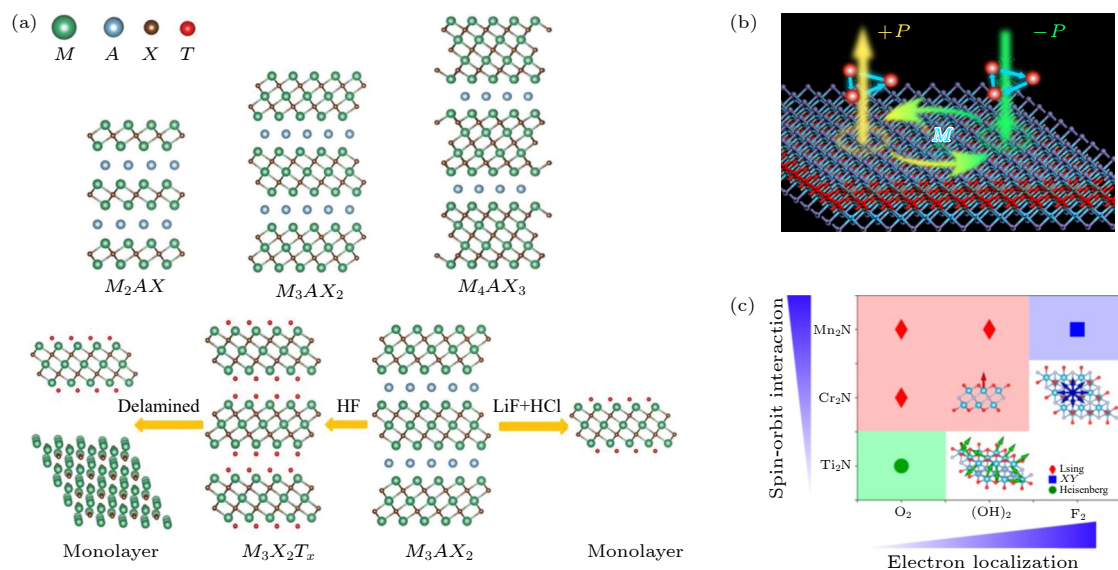 (a)
M A X T
M₂AX
M₃AX₂
M₄AX₃
Delamined
HF
LiF+HCl
Monolayer
M₃X₂Tₓ
M₃AX₂
Monolayer
(b)
+P
−P
M
(c)
Spin-orbit interaction
Mn₂N
Cr₂N
Ti₂N
Lsing
XY
Heisenberg
O₂
(OH)₂
F₂
Electron localization